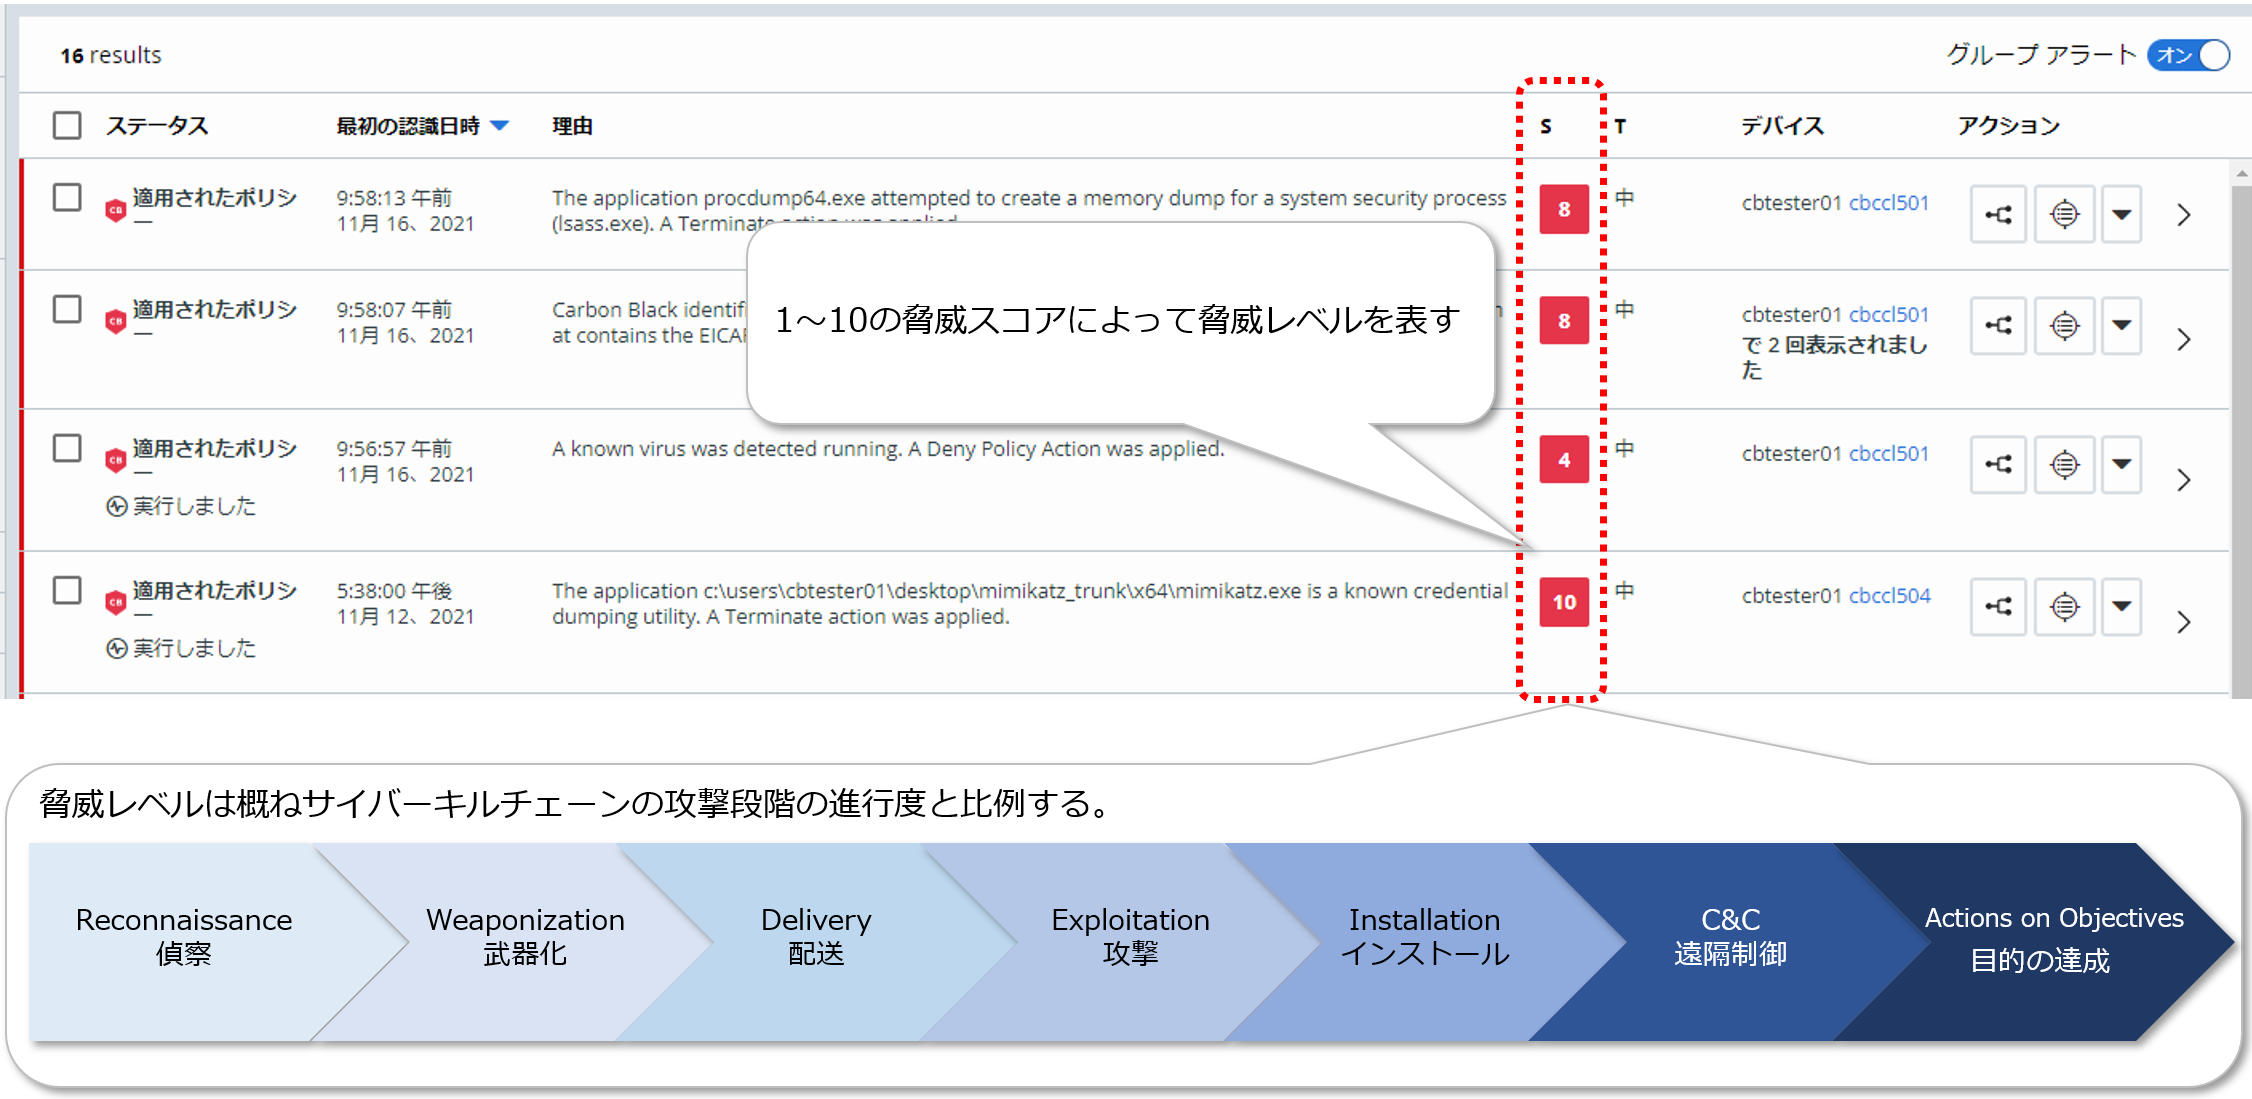 16 results
グループ アラート オン
ステータス 最初の認識日時 理由 S T デバイス アクション
適用されたポリシ
ー
9:58:13 午前
11月 16、2021
The application procdump64.exe attempted to create a memory dump for a system security process
(lsass.exe). A Terminate action was applied.
8
中
cbtester01 cbccl501
適用されたポリシ
ー
9:58:07 午前
11月 16、2021
Carbon Black
at contains the
8
中
cbtester01 cbccl501
で 2 回表示されまし
た
1～10の脅威スコアによって脅威レベルを表す
適用されたポリシ
ー
実行しました
9:56:57 午前
11月 16、2021
A known virus was detected running. A Deny Policy Action was applied.
4
中
cbtester01 cbccl501
適用されたポリシ
ー
実行しました
5:38:00 午後
11月 12、2021
The application c:\users\cbtester01\desktop\mimikatz_trunk\x64\mimikatz.exe is a known credential
dumping utility. A Terminate action was applied.
10
中
cbtester01 cbccl504
脅威レベルは概ねサイバーキルチェーンの攻撃段階の進行度と比例する。
Reconnaissance
偵察
Weaponization
武器化
Delivery
配送
Exploitation
攻撃
Installation
インストール
C&C
遠隔制御
Actions on Objectives
目的の達成